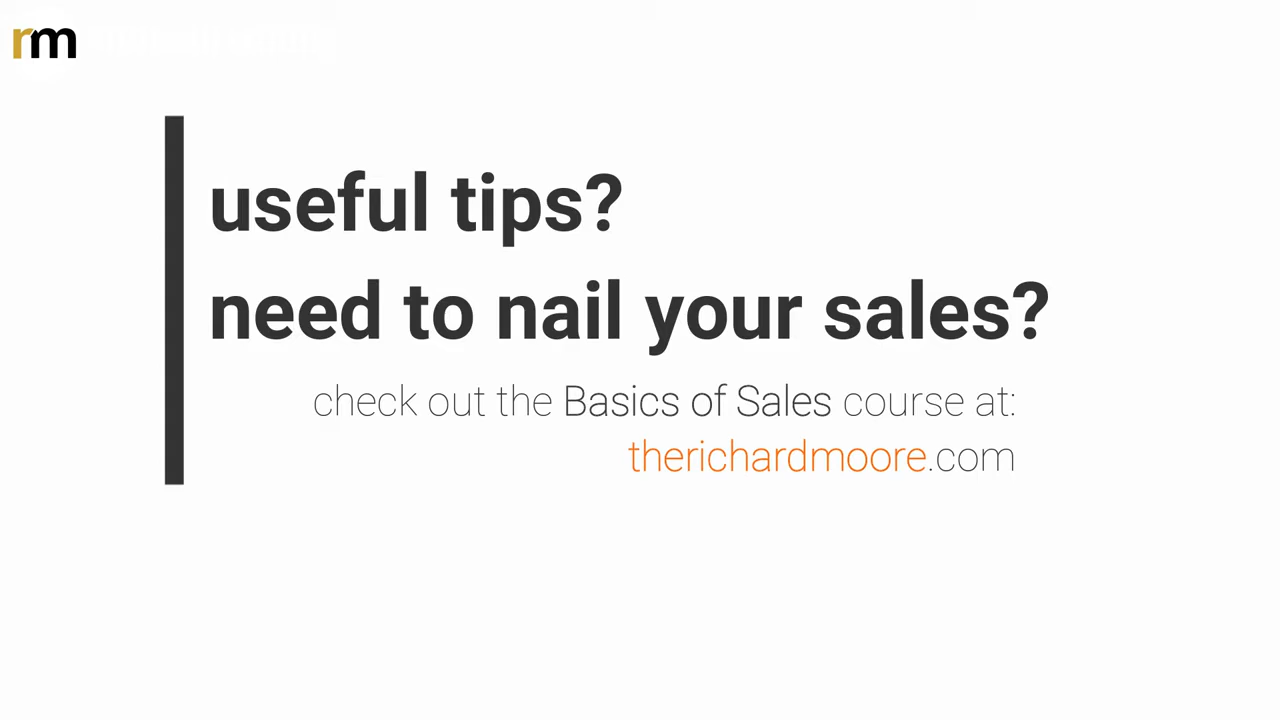 rm
useful tips?
need to nail your sales?
check out the Basics of Sales course at:
therichardmoore.com